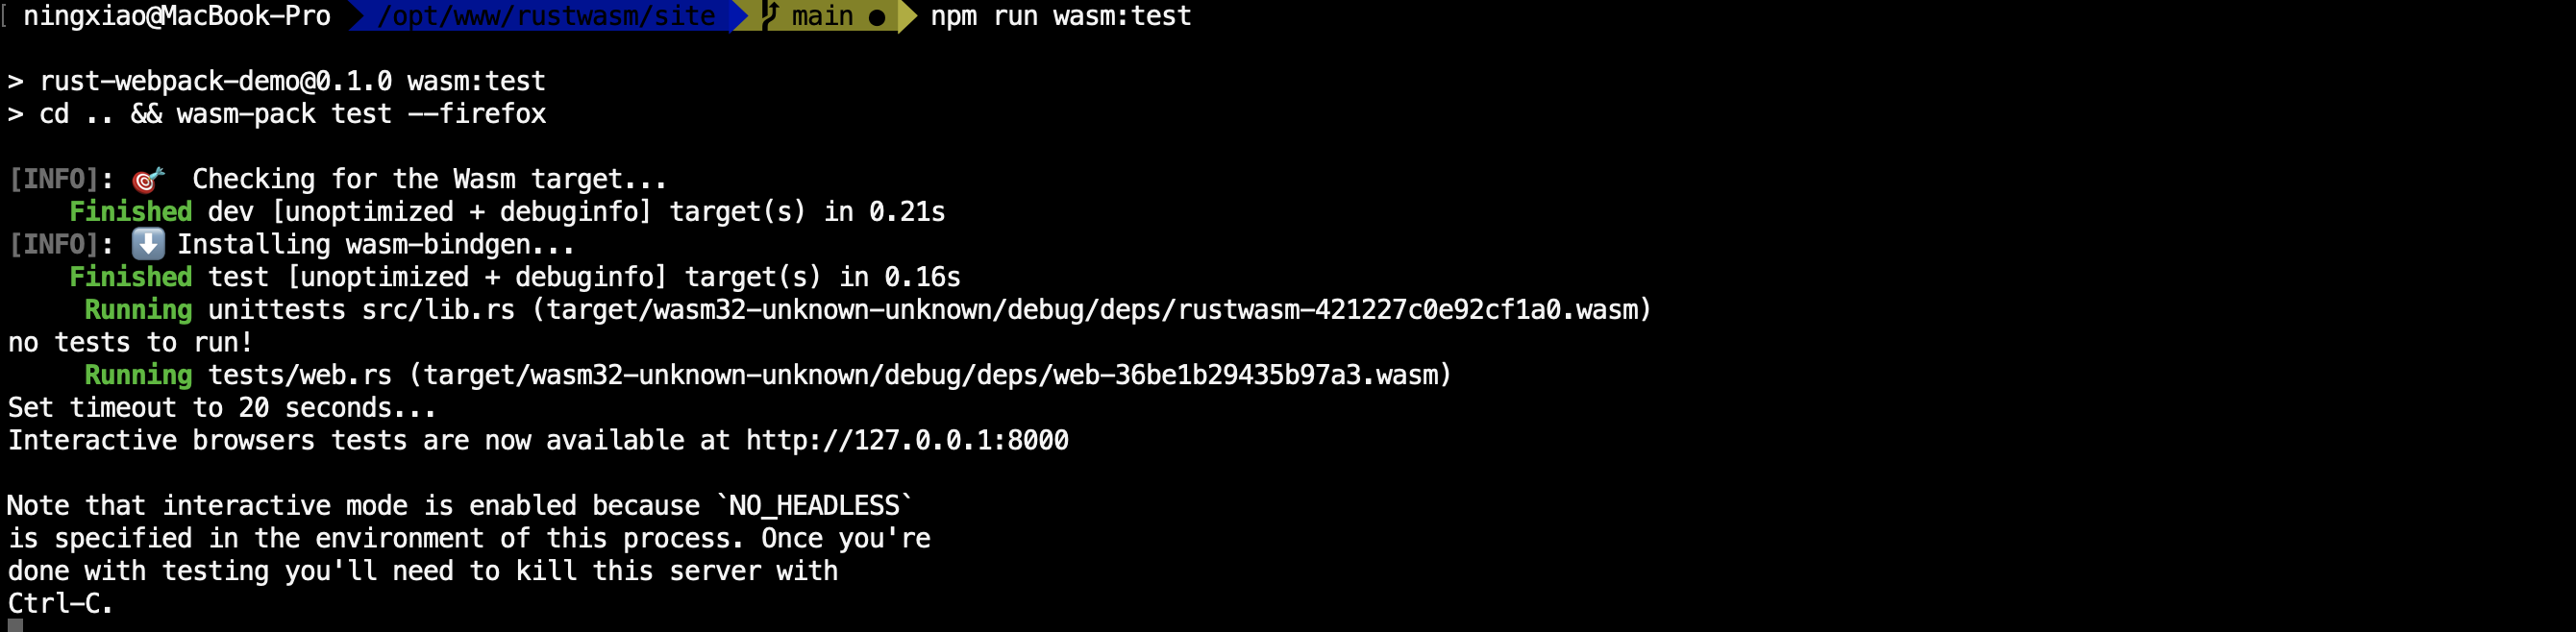 ningxiao@MacBook-Pro /opt/www/rustwasm/site main ● npm run wasm:test
> rust-webpack-demo@0.1.0 wasm:test
> cd .. && wasm-pack test --firefox
[INFO]: 🎯 Checking for the Wasm target...
Finished dev [unoptimized + debuginfo] target(s) in 0.21s
[INFO]: ⬇️ Installing wasm-bindgen...
Finished test [unoptimized + debuginfo] target(s) in 0.16s
Running unittests src/lib.rs (target/wasm32-unknown-unknown/debug/deps/rustwasm-421227c0e92cf1a0.wasm)
no tests to run!
Running tests/web.rs (target/wasm32-unknown-unknown/debug/deps/web-36be1b29435b97a3.wasm)
Set timeout to 20 seconds...
Interactive browsers tests are now available at http://127.0.0.1:8000
Note that interactive mode is enabled because `NO_HEADLESS`
is specified in the environment of this process. Once you're
done with testing you'll need to kill this server with
Ctrl-C.